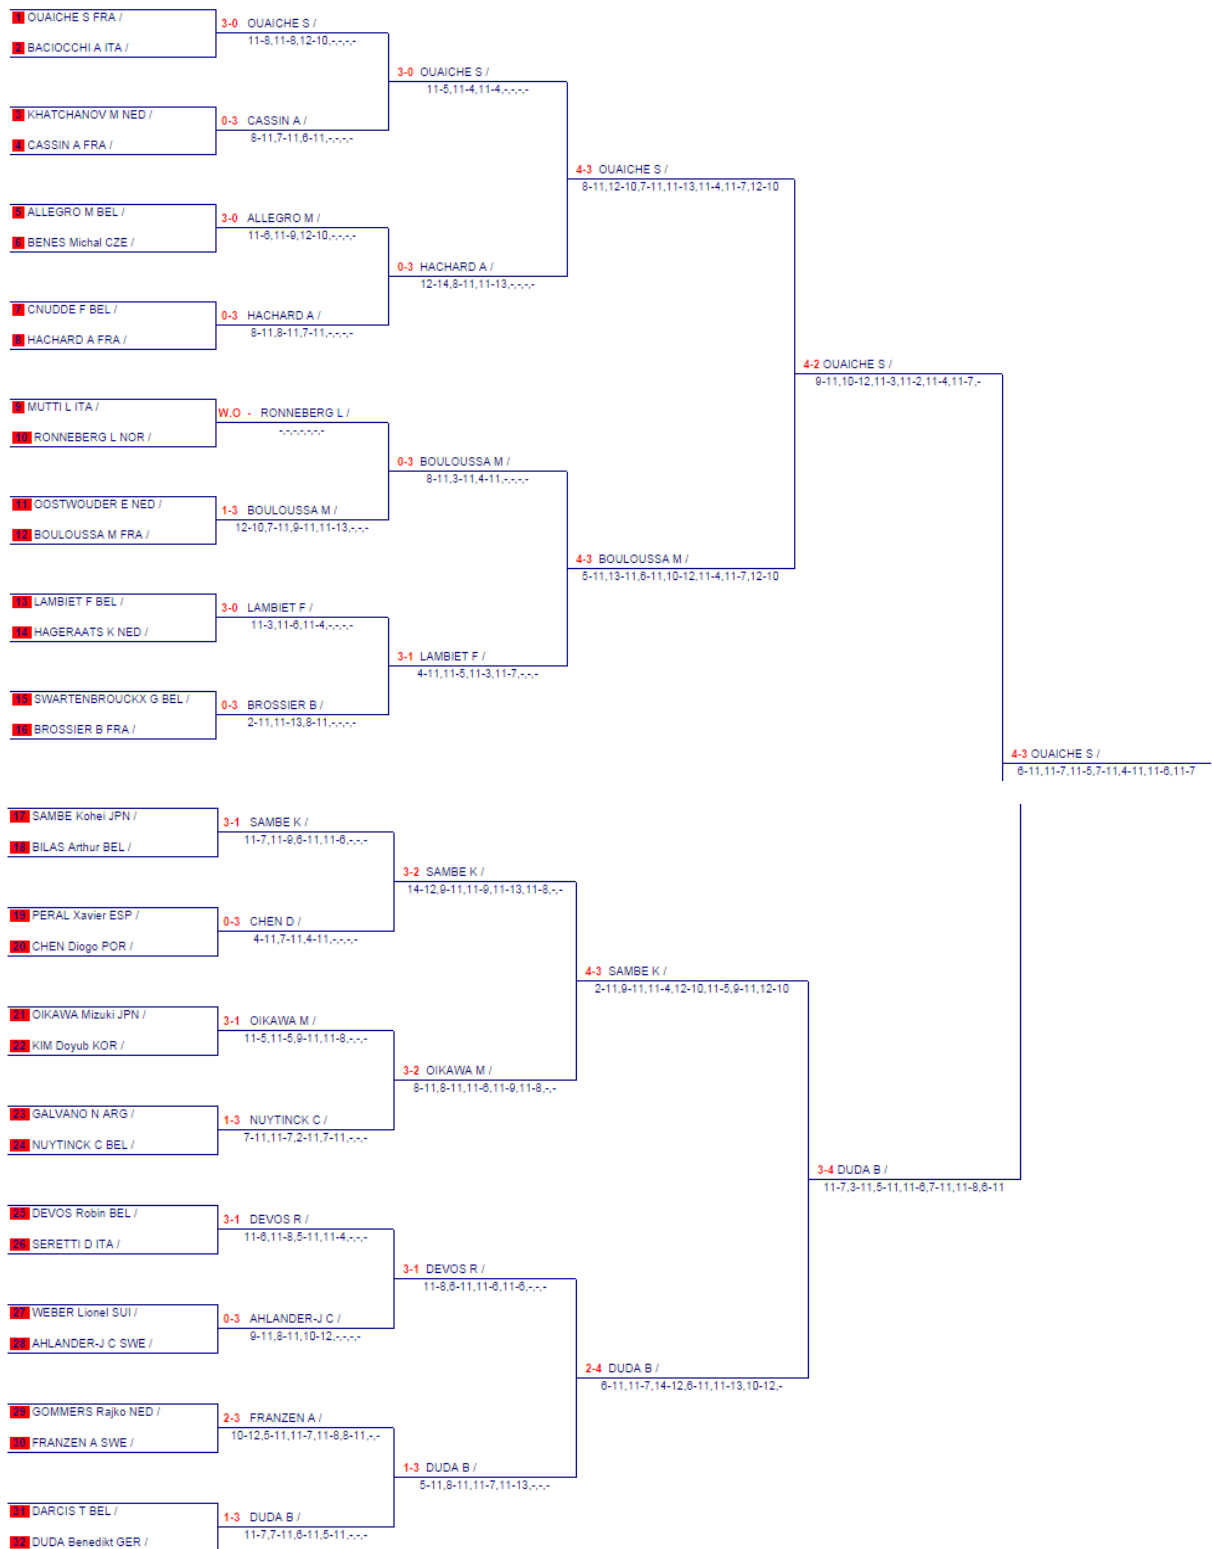 1 OUAICHE S FRA /
3-0 OUAICHE S /
11-8,11-8,12-10,-,-,-,-
2 BACIOCCHI A ITA /
3-0 OUAICHE S /
11-5,11-4,11-4,-,-,-,-
3 KHATCHANOV M NED /
0-3 CASSIN A /
8-11,7-11,6-11,-,-,-,-
4 CASSIN A FRA /
4-3 OUAICHE S /
8-11,12-10,7-11,11-13,11-4,11-7,12-10
5 ALLEGRO M BEL /
3-0 ALLEGRO M /
11-6,11-9,12-10,-,-,-,-
6 BENES Michal CZE /
0-3 HACHARD A /
12-14,8-11,11-13,-,-,-,-
7 CNUDDE F BEL /
0-3 HACHARD A /
8-11,8-11,7-11,-,-,-,-
8 HACHARD A FRA /
4-2 OUAICHE S /
9-11,10-12,11-3,11-2,11-4,11-7,-
9 MUTTI L ITA /
W.O - RONNEBERG L /
-,-,-,-,-,-,-
10 RONNEBERG L NOR /
0-3 BOULOUSSA M /
8-11,3-11,4-11,-,-,-,-
11 OOSTWOUDER E NED /
1-3 BOULOUSSA M /
12-10,7-11,9-11,11-13,-,-,-
12 BOULOUSSA M FRA /
4-3 BOULOUSSA M /
5-11,13-11,6-11,10-12,11-4,11-7,12-10
13 LAMBIET F BEL /
3-0 LAMBIET F /
11-3,11-6,11-4,-,-,-,-
14 HAGERAATS K NED /
3-1 LAMBIET F /
4-11,11-5,11-3,11-7,-,-,-
15 SWARTENBROUCKX G BEL /
0-3 BROSSIER B /
2-11,11-13,8-11,-,-,-,-
16 BROSSIER B FRA /
4-3 OUAICHE S /
6-11,11-7,11-5,7-11,4-11,11-6,11-7
17 SAMBE Kohei JPN /
3-1 SAMBE K /
11-7,11-9,6-11,11-6,-,-,-
18 BILAS Arthur BEL /
3-2 SAMBE K /
14-12,9-11,11-9,11-13,11-8,-,-
19 PERAL Xavier ESP /
0-3 CHEN D /
4-11,7-11,4-11,-,-,-,-
20 CHEN Diogo POR /
4-3 SAMBE K /
2-11,9-11,11-4,12-10,11-5,9-11,12-10
21 OIKAWA Mizuki JPN /
3-1 OIKAWA M /
11-5,11-5,9-11,11-8,-,-,-
22 KIM Doyub KOR /
3-2 OIKAWA M /
8-11,8-11,11-6,11-9,11-8,-,-
23 GALVANO N ARG /
1-3 NUYTINCK C /
7-11,11-7,2-11,7-11,-,-,-
24 NUYTINCK C BEL /
3-4 DUDA B /
11-7,3-11,5-11,11-6,7-11,11-8,6-11
25 DEVOS Robin BEL /
3-1 DEVOS R /
11-6,11-8,5-11,11-4,-,-,-
26 SERETTI D ITA /
3-1 DEVOS R /
11-8,6-11,11-6,11-6,-,-,-
27 WEBER Lionel SUI /
0-3 AHLANDER-J C /
9-11,8-11,10-12,-,-,-,-
28 AHLANDER-J C SWE /
2-4 DUDA B /
6-11,11-7,14-12,6-11,11-13,10-12,-
29 GOMMERS Rajko NED /
2-3 FRANZEN A /
10-12,5-11,11-7,11-8,8-11,-,-
30 FRANZEN A SWE /
1-3 DUDA B /
5-11,8-11,11-7,11-13,-,-,-
31 DARCIS T BEL /
1-3 DUDA B /
11-7,7-11,6-11,5-11,-,-,-
32 DUDA Benedikt GER /